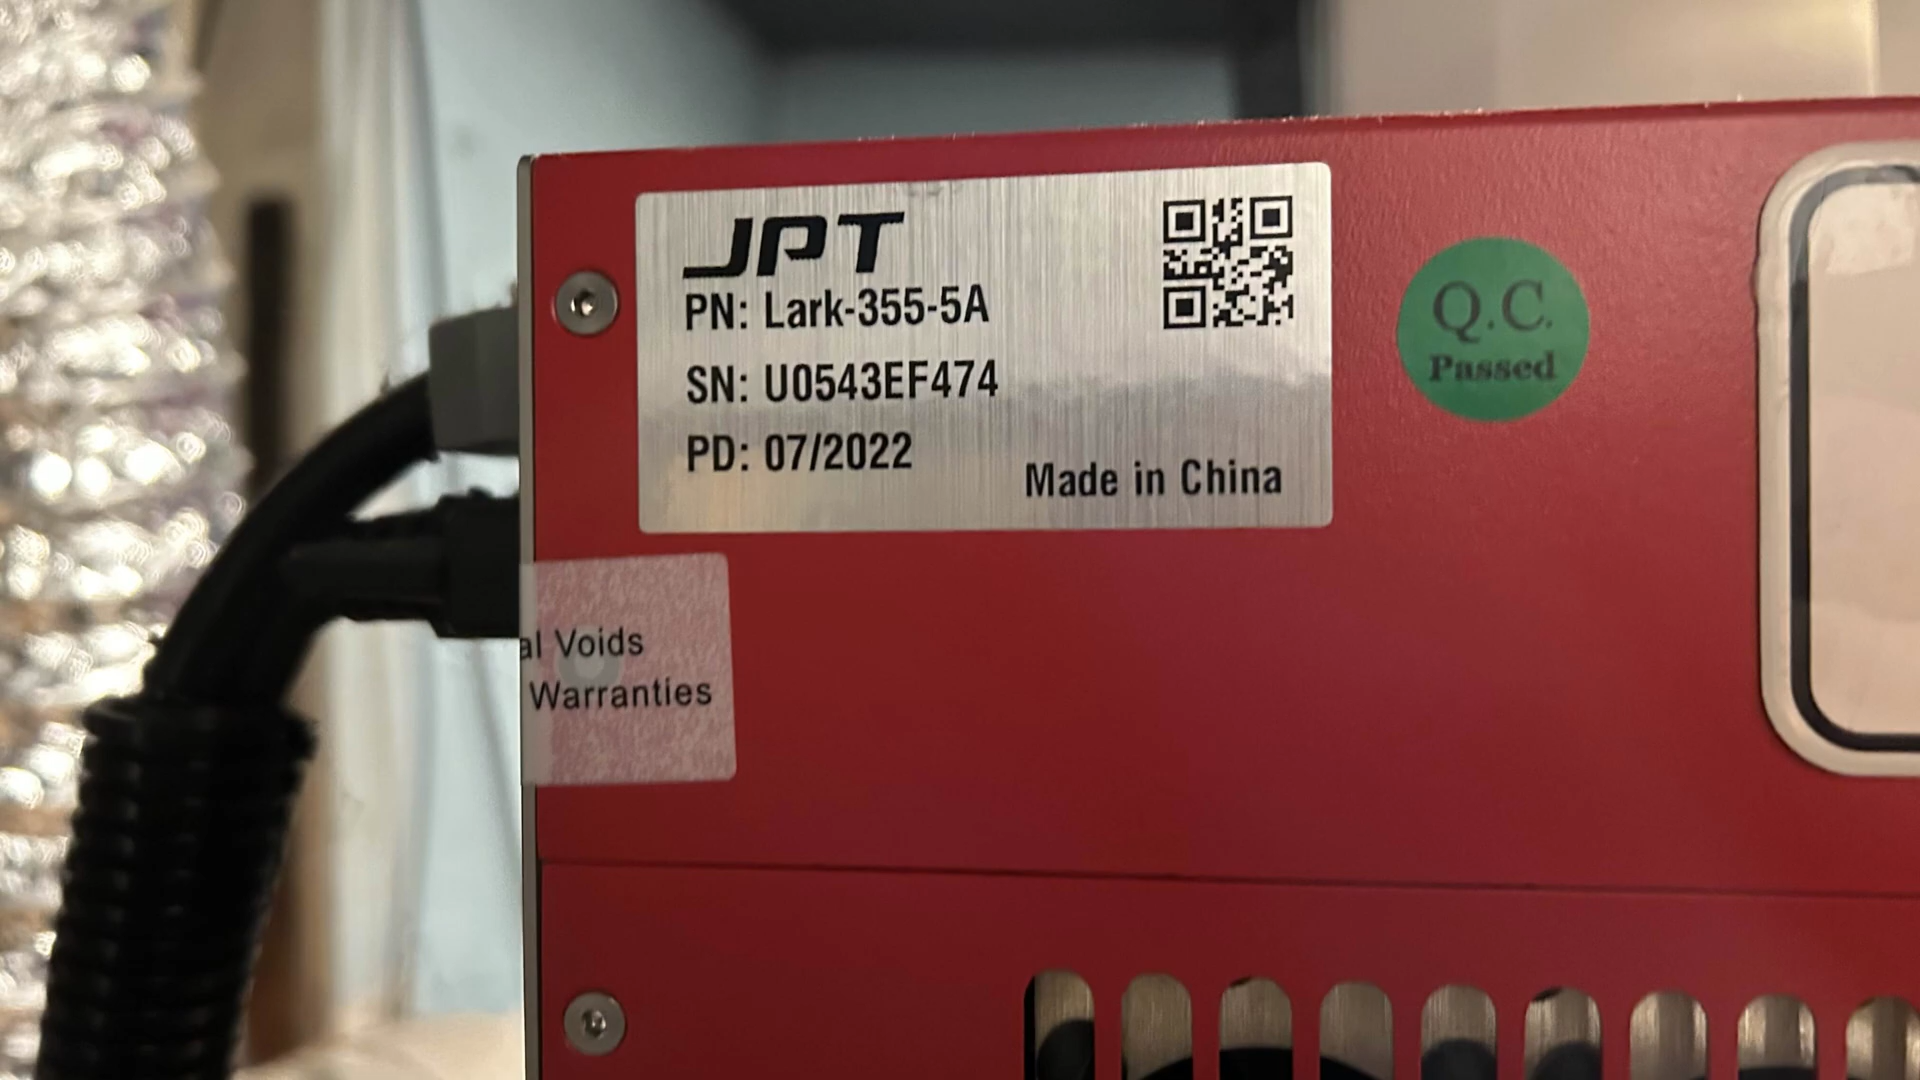 JPT
PN: Lark-355-5A
SN: U0543EF474
PD: 07/2022
Made in China
Q.C.
Passed
al Voids
Warranties